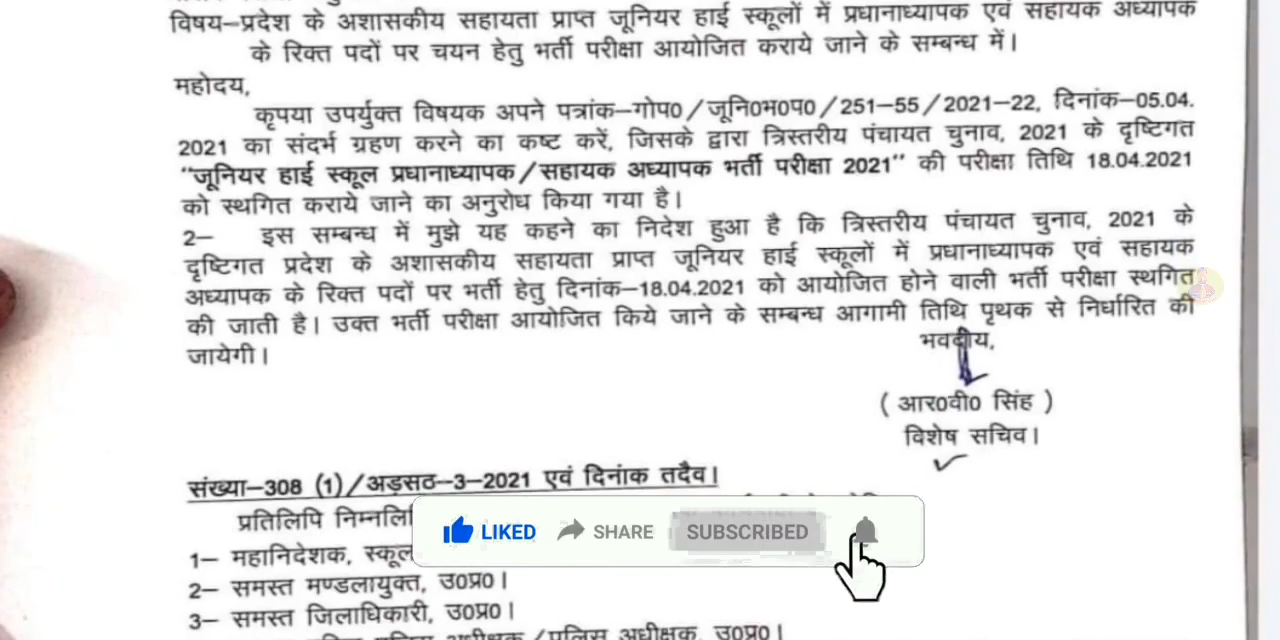 विषय–प्रदेश के अशासकीय सहायता प्राप्त जूनियर हाई स्कूलों में प्रधानाध्यापक एवं सहायक अध्यापक
के रिक्त पदों पर चयन हेतु भर्ती परीक्षा आयोजित कराये जाने के सम्बन्ध में।
महोदय,
कृपया उपर्युक्त विषयक अपने पत्रांक–गोप0/जूनि0भ0प0/251–55/2021–22, दिनांक–05.04.
2021 का संदर्भ ग्रहण करने का कष्ट करें, जिसके द्वारा त्रिस्तरीय पंचायत चुनाव, 2021 के दृष्टिगत
"जूनियर हाई स्कूल प्रधानाध्यापक/सहायक अध्यापक भर्ती परीक्षा 2021" की परीक्षा तिथि 18.04.2021
को स्थगित कराये जाने का अनुरोध किया गया है।
2– इस सम्बन्ध में मुझे यह कहने का निदेश हुआ है कि त्रिस्तरीय पंचायत चुनाव, 2021 के
दृष्टिगत प्रदेश के अशासकीय सहायता प्राप्त जूनियर हाई स्कूलों में प्रधानाध्यापक एवं सहायक
अध्यापक के रिक्त पदों पर भर्ती हेतु दिनांक–18.04.2021 को आयोजित होने वाली भर्ती परीक्षा स्थगित
की जाती है। उक्त भर्ती परीक्षा आयोजित किये जाने के सम्बन्ध आगामी तिथि पृथक से निर्धारित की
जायेगी।
भवदीय,
( आर0वी0 सिंह )
विशेष सचिव।
संख्या–308 (1)/अड़सठ–3–2021 एवं दिनांक तदैव।
प्रतिलिपि
LIKED SHARE SUBSCRIBED
1– महानिदेशक, स्कूल
2– समस्त मण्डलायुक्त, उ0प्र0।
3– समस्त जिलाधिकारी, उ0प्र0।
पुलिस अधीक्षक, उ0प्र0।